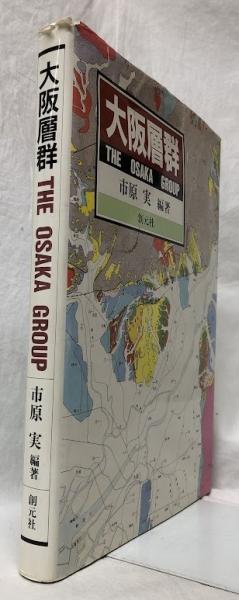 大阪層群
THE OSAKA GROUP
市原 実 編著
創元社
大阪層群 THE OSAKA GROUP 市原 実 編著 創元社